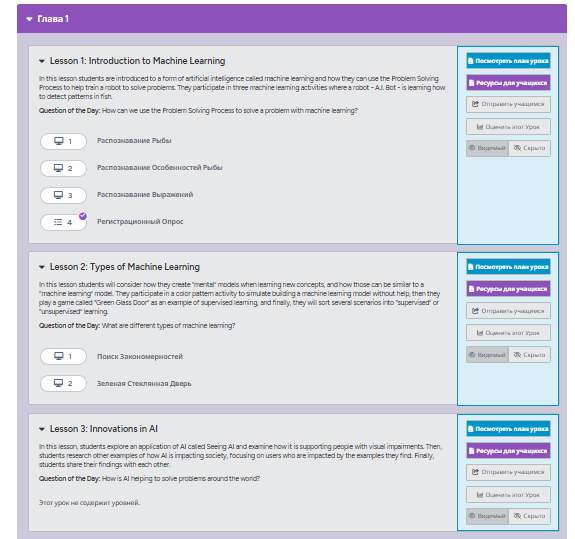 Глава 1
Lesson 1: Introduction to Machine Learning
In this lesson students are introduced to a form of artificial intelligence called machine learning and how they can use the Problem Solving
Process to help train a robot to solve problems. They participate in three machine learning activities where a robot - A.I. Bot - is learning how
to detect patterns in fish.
Question of the Day: How can we use the Problem Solving Process to solve a problem with machine learning?
1 Распознавание Рыбы
2 Распознавание Особенностей Рыбы
3 Распознавание Выражений
4 Регистрационный Опрос
Посмотреть план урока
Ресурсы для учащихся
Отправить учащимся
Оценить этот Урок
Видимый Скрыто
Lesson 2: Types of Machine Learning
In this lesson students will consider how they create "mental" models when learning new concepts, and how those can be similar to a
"machine learning" model. They participate in a color pattern activity to simulate building a machine learning model without help, then they
play a game called "Green Glass Door" as an example of supervised learning, and finally, they will sort several scenarios into "supervised" or
"unsupervised" learning.
Question of the Day: What are different types of machine learning?
1 Поиск Закономерностей
2 Зеленая Стеклянная Дверь
Посмотреть план урока
Ресурсы для учащихся
Отправить учащимся
Оценить этот Урок
Видимый Скрыто
Lesson 3: Innovations in AI
In this lesson, students explore an application of AI called Seeing AI and examine how it is supporting people with visual impairments. Then,
students research other examples of how AI is impacting society, focusing on users who are impacted by the examples they find. Finally,
students share their findings with each other.
Question of the Day: How is AI helping to solve problems around the world?
Этот урок не содержит уровней.
Посмотреть план урока
Ресурсы для учащихся
Отправить учащимся
Оценить этот Урок
Видимый Скрыто